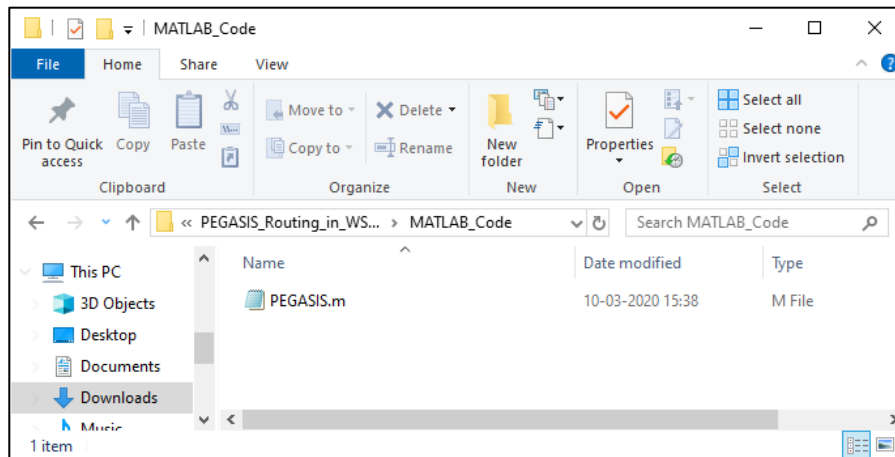 MATLAB_Code
File Home Share View
Pin to Quick access
Copy
Paste
W...
Clipboard
Move to
Copy to
Delete
Rename
Organize
New folder
New
Properties
Open
Select all
Select none
Invert selection
Select
« PEGASIS_Routing_in_WS... › MATLAB_Code
Search MATLAB_Code
Name Date modified Type
This PC
3D Objects
Desktop
Documents
Downloads
Music
PEGASIS.m 10-03-2020 15:38 M File
1 item